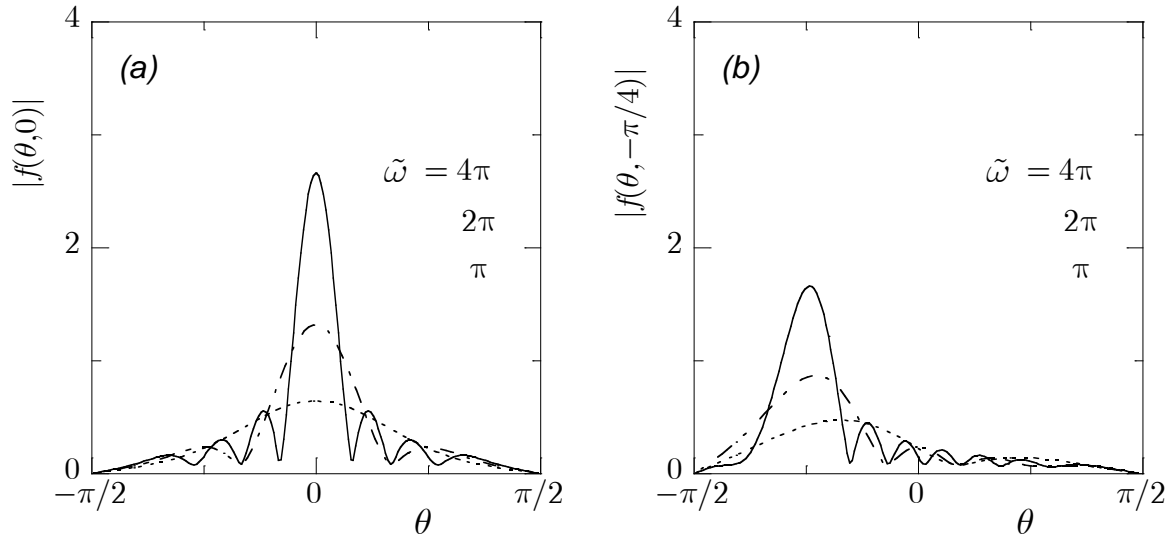 (a)
|f(θ,0)|
4
2
0
ω̃ = 4π
2π
π
−π/2
0
π/2
θ
(b)
|f(θ,−π/4)|
4
2
0
ω̃ = 4π
2π
π
−π/2
0
π/2
θ